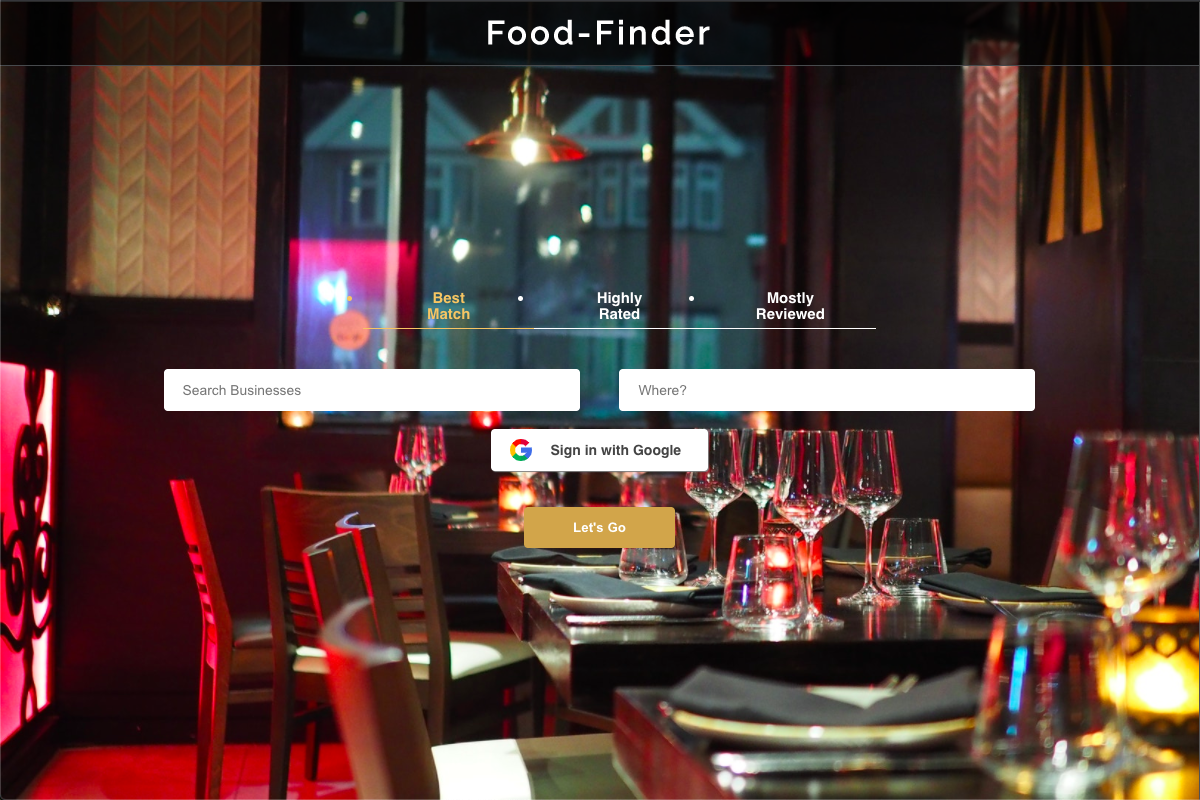 Food-Finder
Best
Match
Highly
Rated
Mostly
Reviewed
Search Businesses
Where?
Sign in with Google
Let's Go